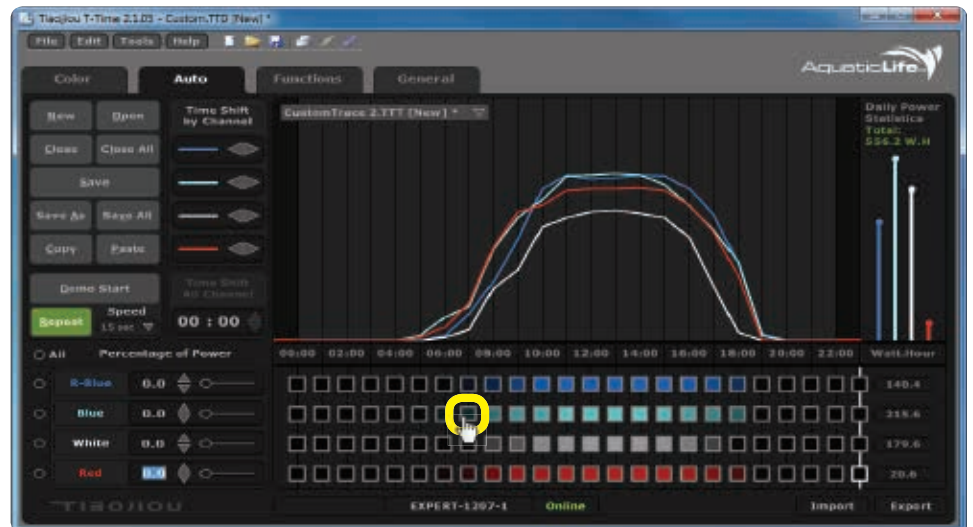 Tiaojiou T-Time 2.1.05 - Custom.TTD [New] *
File Edit Tools Help
AquaticLife
Color Auto Functions General
New Open Time Shift by Channel
CustomTrace 2.TTT [New] *
Daily Power Statistics
Total:
556.2 W.H
Close Close All
Save
Save As Save All
Copy Paste
Demo Start Time Shift All Channel
Repeat Speed 15 sec 00 : 00
All Percentage of Power 00:00 02:00 04:00 06:00 08:00 10:00 12:00 14:00 16:00 18:00 20:00 22:00 Watt.Hour
R-Blue 0.0 140.4
Blue 0.0 215.6
White 0.0 179.6
Red 0.0 20.6
TIAOJIOU EXPERT-1207-1 Online Import Export